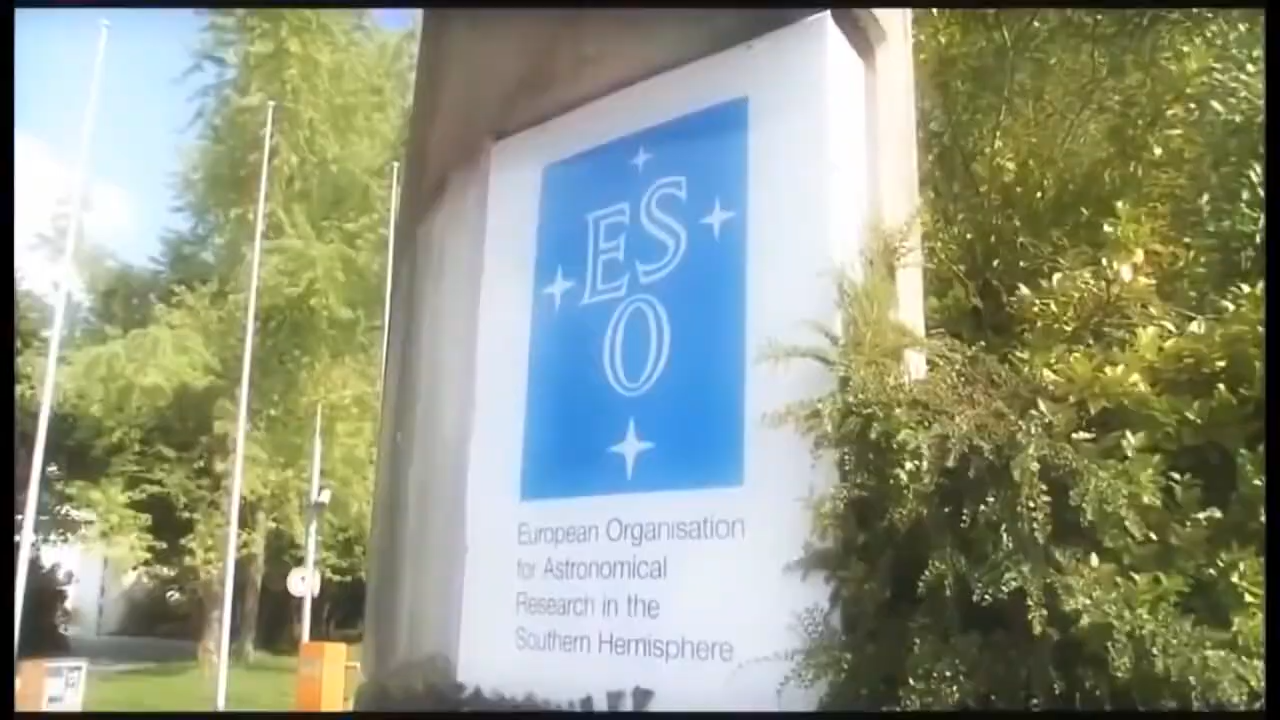 ES
O
European Organisation
for Astronomical
Research in the
Southern Hemisphere